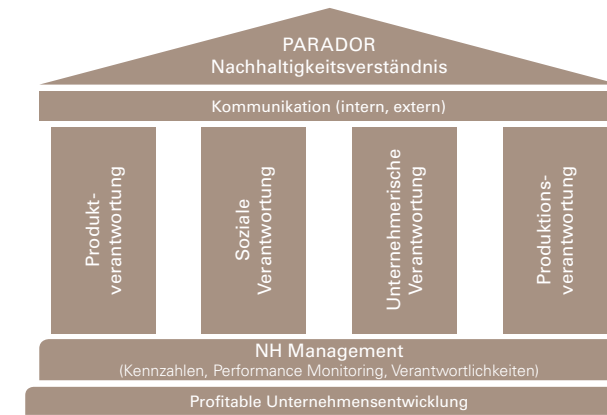 PARADOR
Nachhaltigkeitsverständnis
Kommunikation (intern, extern)
Produkt-
verantwortung
Soziale
Verantwortung
Unternehmerische
Verantwortung
Produktions-
verantwortung
NH Management
(Kennzahlen, Performance Monitoring, Verantwortlichkeiten)
Profitable Unternehmensentwicklung